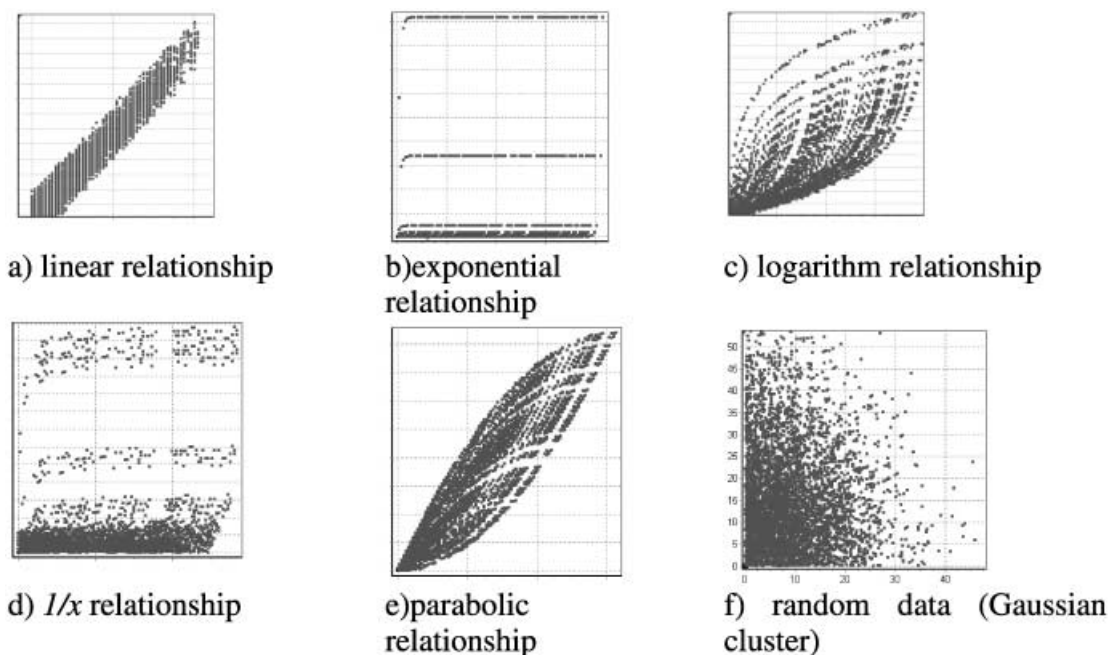 a) linear relationship
b)exponential
relationship
c) logarithm relationship
d) 1/x relationship
e)parabolic
relationship
50
45
40
35
30
25
20
15
10
5
0
0 10 20 30 40
f) random data (Gaussian
cluster)